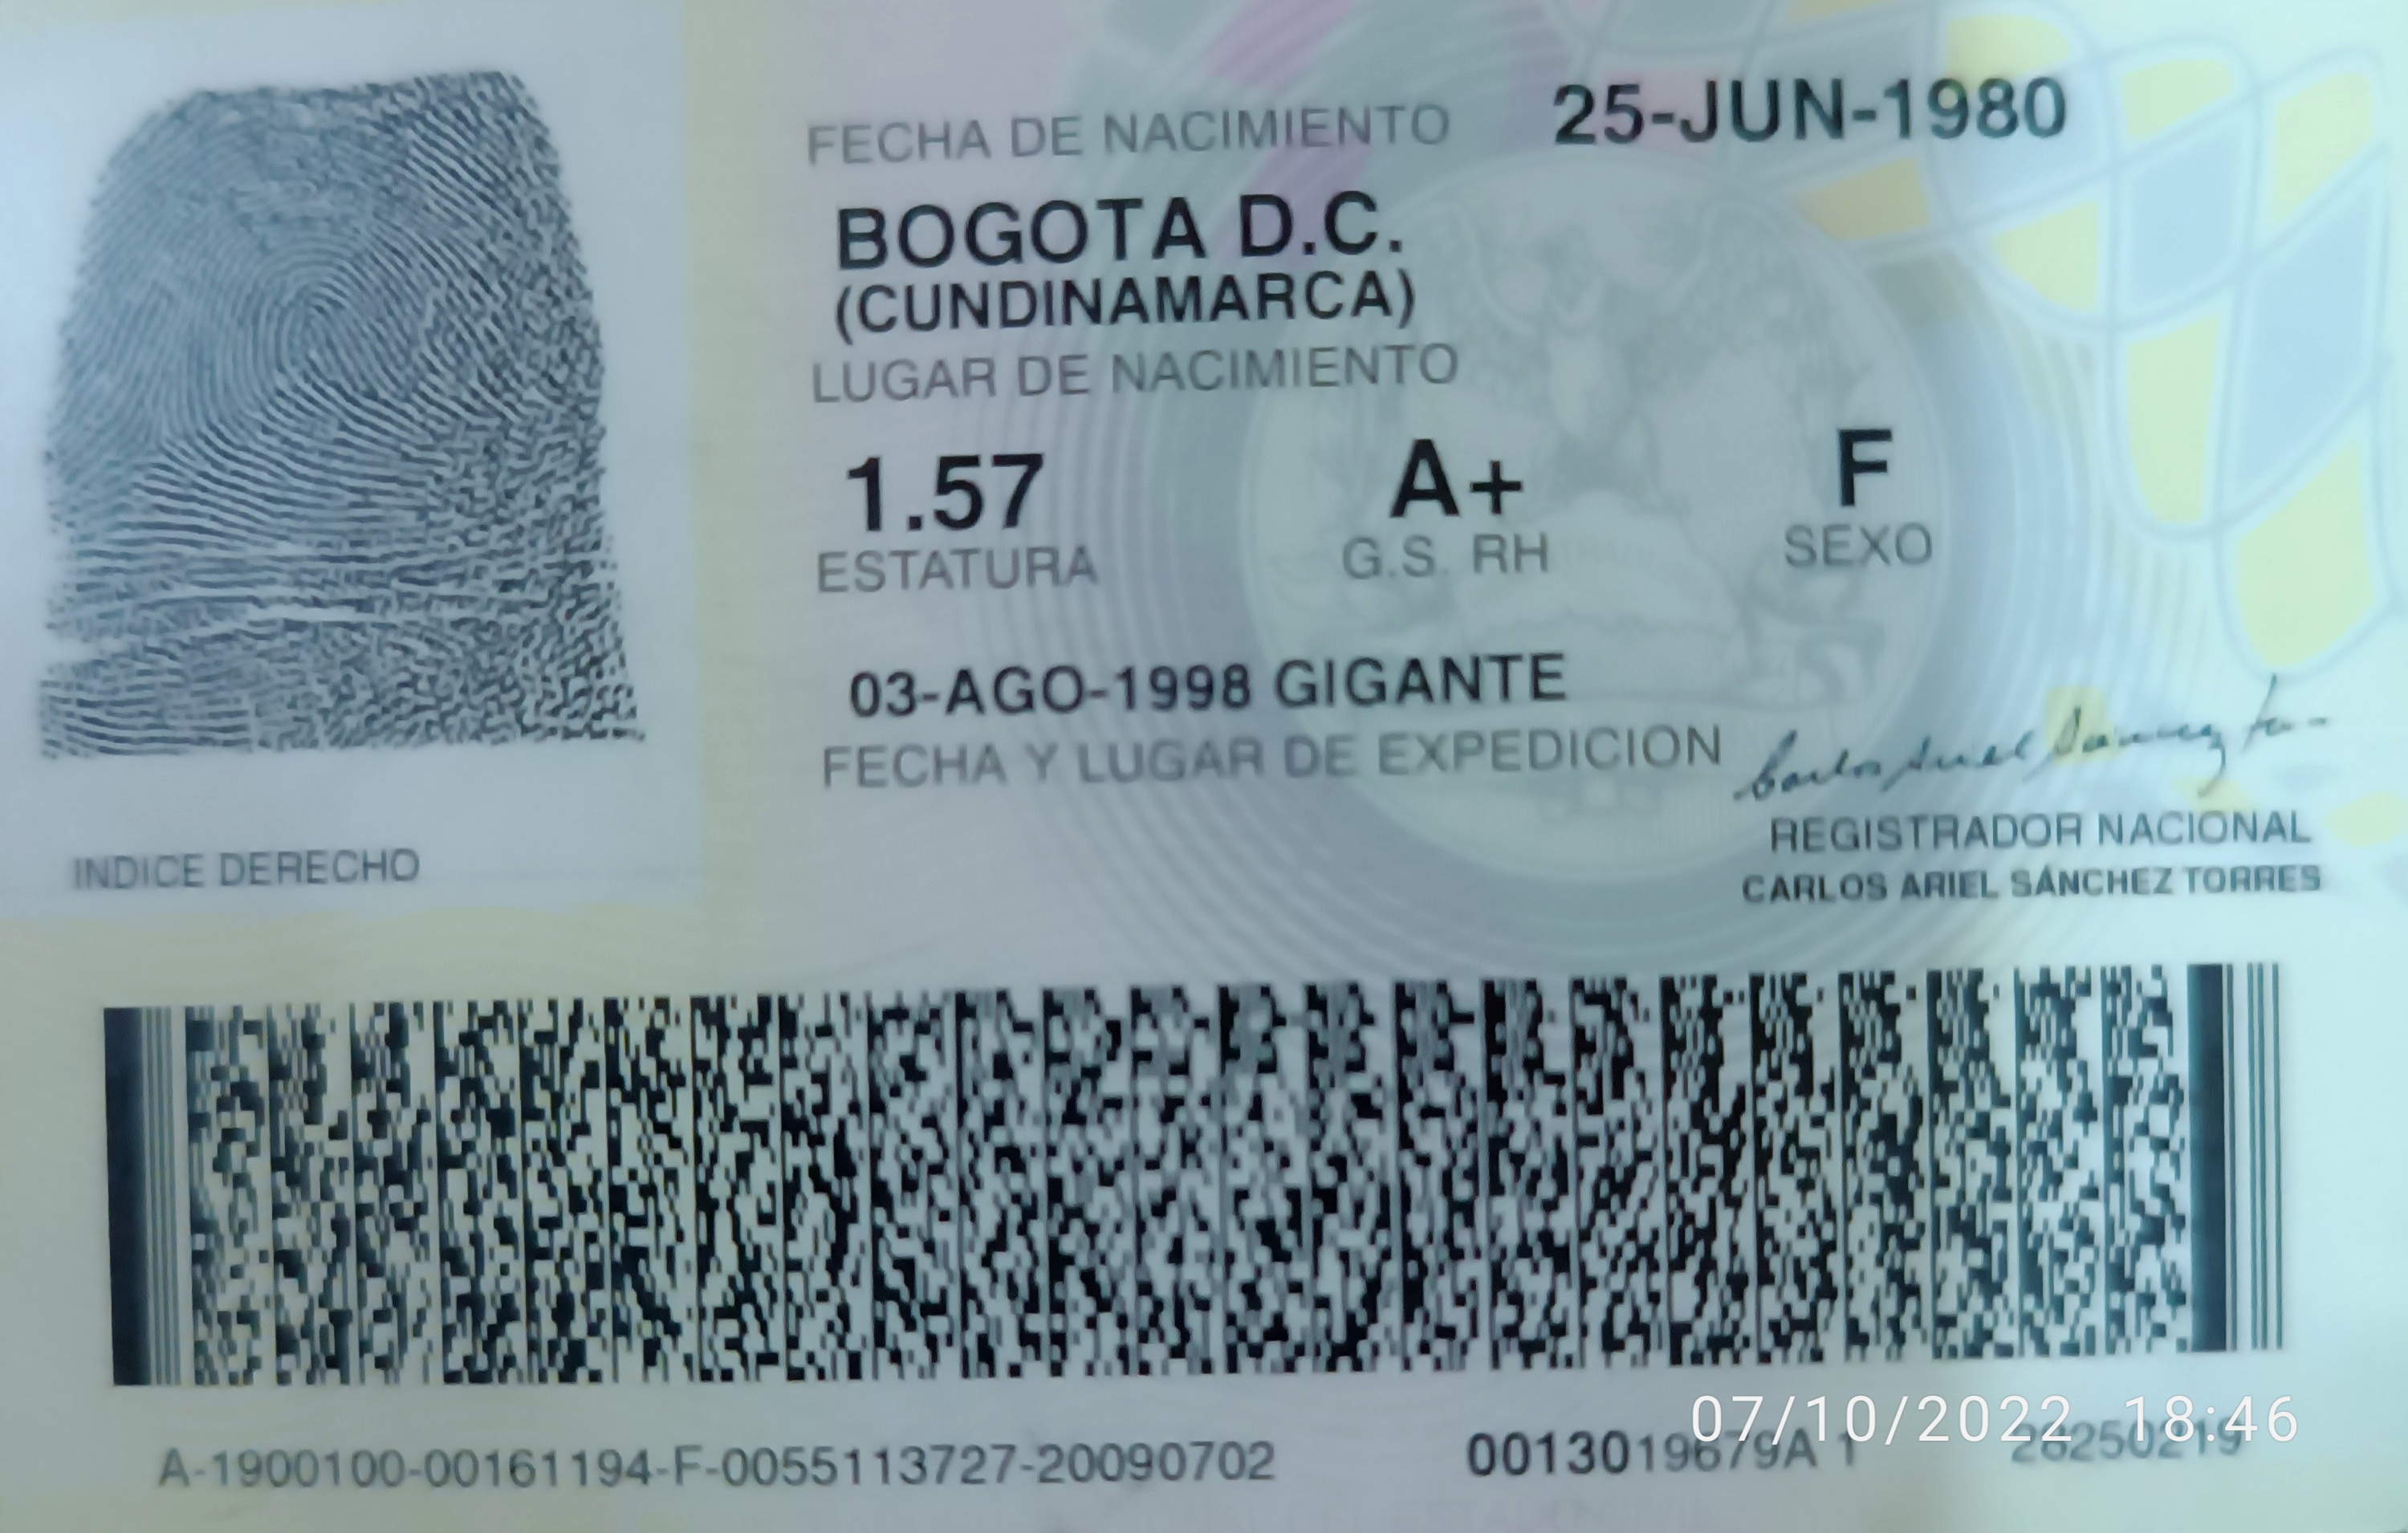 FECHA DE NACIMIENTO 25-JUN-1980
BOGOTA D.C.
(CUNDINAMARCA)
LUGAR DE NACIMIENTO
1.57 A+ F
ESTATURA G.S. RH SEXO
03-AGO-1998 GIGANTE
FECHA Y LUGAR DE EXPEDICION
REGISTRADOR NACIONAL
CARLOS ARIEL SÁNCHEZ TORRES
INDICE DERECHO
07/10/2022 18:46
A-1900100-00161194-F-0055113727-20090702 0013019679A 1